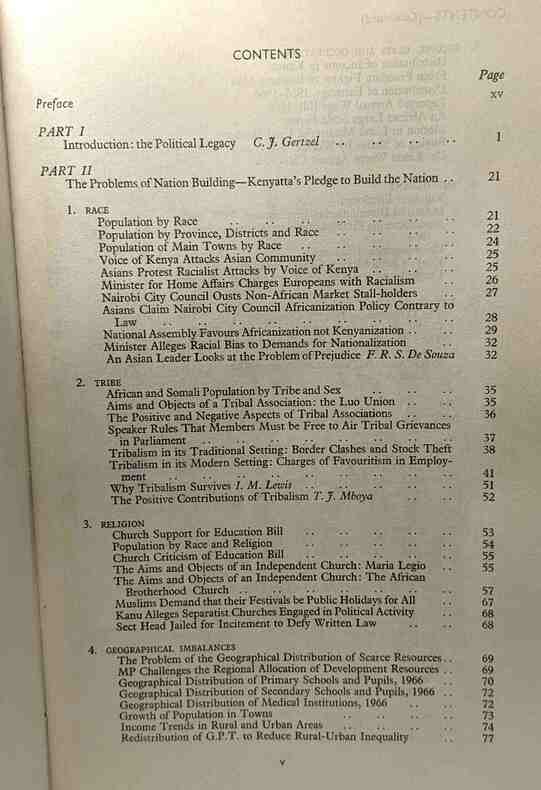 CONTENTS
Page
Preface xv
PART I
Introduction: the Political Legacy C. J. Gertzel .. .. .. .. 1
PART II
The Problems of Nation Building—Kenyatta's Pledge to Build the Nation .. 21
1. RACE
Population by Race .. .. .. .. .. .. .. 21
Population by Province, Districts and Race .. .. .. .. 22
Population of Main Towns by Race .. .. .. .. .. 24
Voice of Kenya Attacks Asian Community .. .. .. .. 25
Asians Protest Racialist Attacks by Voice of Kenya .. .. .. 25
Minister for Home Affairs Charges Europeans with Racialism .. 26
Nairobi City Council Ousts Non-African Market Stall-holders .. 27
Asians Claim Nairobi City Council Africanization Policy Contrary to
Law .. .. .. .. .. .. .. .. .. 28
National Assembly Favours Africanization not Kenyanization .. .. 29
Minister Alleges Racial Bias to Demands for Nationalization .. 32
An Asian Leader Looks at the Problem of Prejudice F. R. S. De Souza 32
2. TRIBE
African and Somali Population by Tribe and Sex .. .. .. 35
Aims and Objects of a Tribal Association: the Luo Union .. .. 35
The Positive and Negative Aspects of Tribal Associations .. .. 36
Speaker Rules That Members Must be Free to Air Tribal Grievances
in Parliament .. .. .. .. .. .. .. 37
Tribalism in its Traditional Setting: Border Clashes and Stock Theft 38
Tribalism in its Modern Setting: Charges of Favouritism in Employ-
ment .. .. .. .. .. .. .. .. .. 41
Why Tribalism Survives I. M. Lewis .. .. .. .. .. 51
The Positive Contributions of Tribalism T. J. Mboya .. .. 52
3. RELIGION
Church Support for Education Bill .. .. .. .. .. 53
Population by Race and Religion .. .. .. .. .. 54
Church Criticism of Education Bill .. .. .. .. .. 55
The Aims and Objects of an Independent Church: Maria Legio .. 55
The Aims and Objects of an Independent Church: The African
Brotherhood Church .. .. .. .. .. .. .. 57
Muslims Demand that their Festivals be Public Holidays for All .. 67
Kanu Alleges Separatist Churches Engaged in Political Activity .. 68
Sect Head Jailed for Incitement to Defy Written Law .. .. 68
4. GEOGRAPHICAL IMBALANCES
The Problem of the Geographical Distribution of Scarce Resources .. 69
MP Challenges the Regional Allocation of Development Resources .. 69
Geographical Distribution of Primary Schools and Pupils, 1966 .. 70
Geographical Distribution of Secondary Schools and Pupils, 1966 .. 72
Geographical Distribution of Medical Institutions, 1966 .. .. 72
Growth of Population in Towns .. .. .. .. .. 73
Income Trends in Rural and Urban Areas .. .. .. .. 74
Redistribution of G.P.T. to Reduce Rural-Urban Inequality .. 77
v